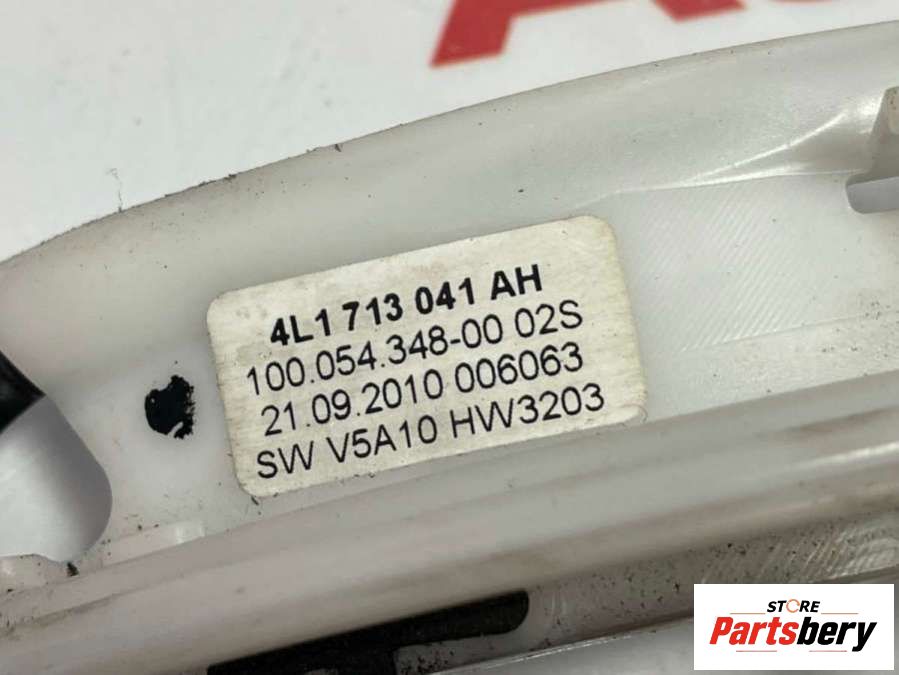 4L1 713 041 AH
100.054.348-00 02S
21.09.2010 006063
SW V5A10 HW3203
STORE
Partsbery